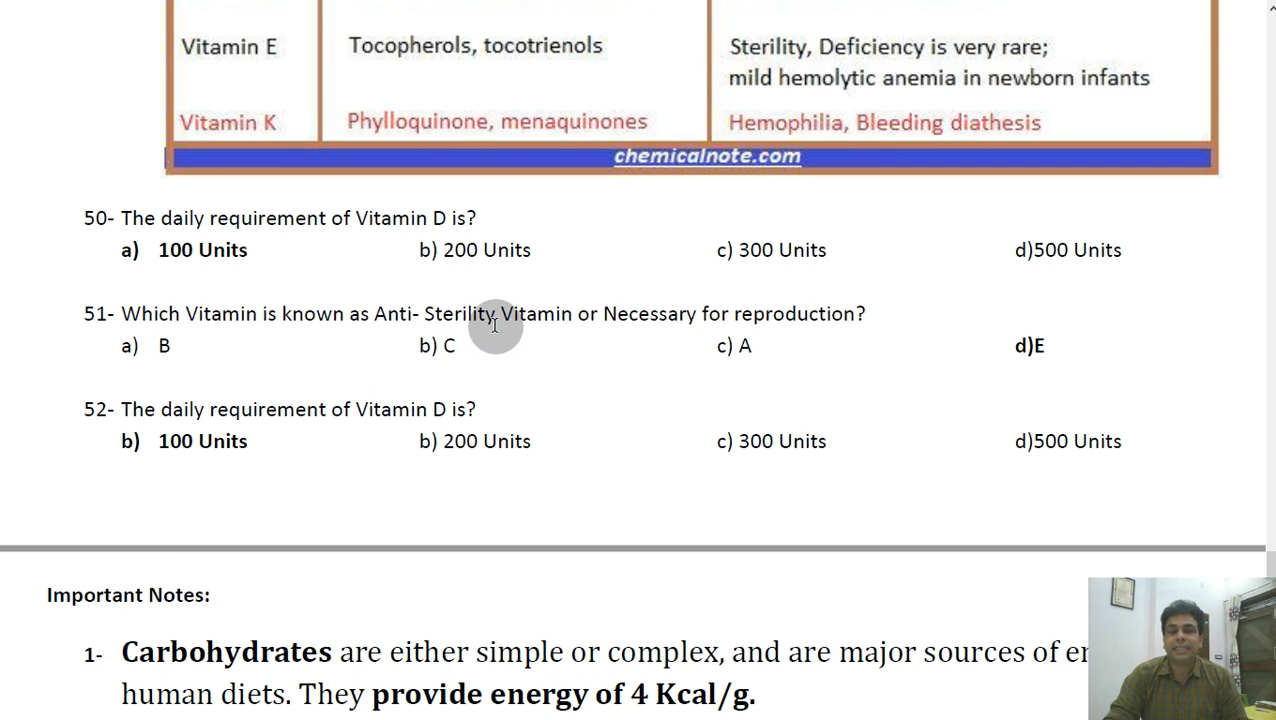 Vitamin E Tocopherols, tocotrienols Sterility, Deficiency is very rare;
mild hemolytic anemia in newborn infants
Vitamin K Phylloquinone, menaquinones Hemophilia, Bleeding diathesis
chemicalnote.com
50- The daily requirement of Vitamin D is?
a) 100 Units b) 200 Units c) 300 Units d)500 Units
51- Which Vitamin is known as Anti- Sterility Vitamin or Necessary for reproduction?
a) B b) C c) A d)E
52- The daily requirement of Vitamin D is?
b) 100 Units b) 200 Units c) 300 Units d)500 Units
Important Notes:
1- Carbohydrates are either simple or complex, and are major sources of
human diets. They provide energy of 4 Kcal/g.